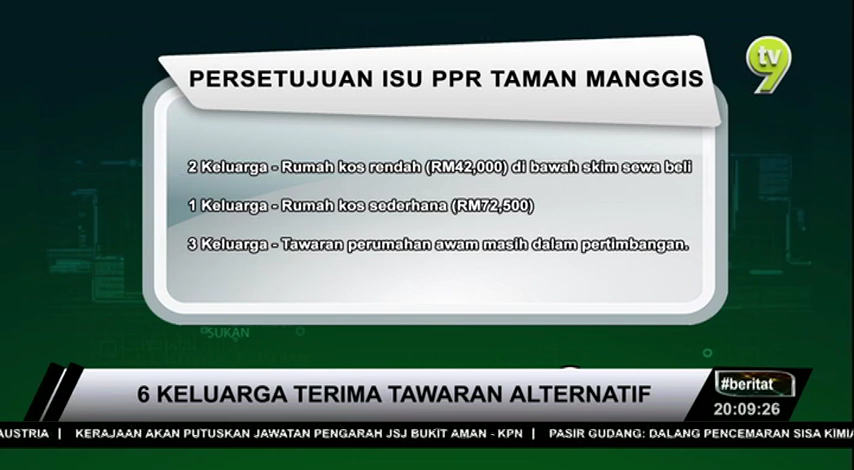 tv
9
PERSETUJUAN ISU PPR TAMAN MANGGIS
2 Keluarga - Rumah kos rendah (RM42,000) di bawah skim sewa beli
1 Keluarga - Rumah kos sederhana (RM72,500)
3 Keluarga - Tawaran perumahan awam masih dalam pertimbangan.
SUKAN
6 KELUARGA TERIMA TAWARAN ALTERNATIF
#beritat
20:09:26
AUSTRIA | KERAJAAN AKAN PUTUSKAN JAWATAN PENGARAH JSJ BUKIT AMAN - KPN | PASIR GUDANG: DALANG PENCEMARAN SISA KIMIA